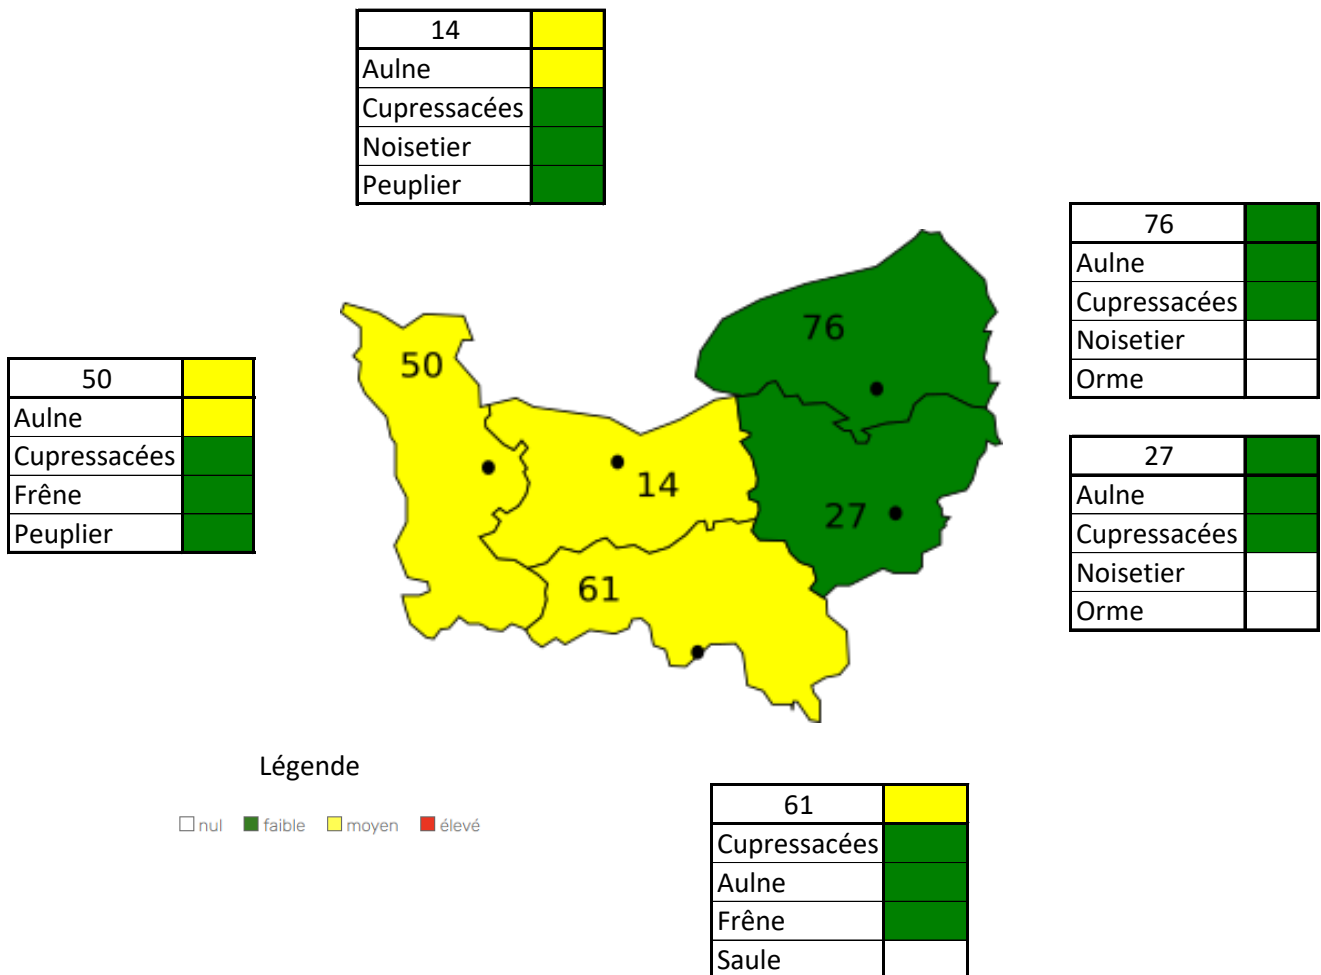 14
Aulne
Cupressacées
Noisetier
Peuplier
76
Aulne
Cupressacées
Noisetier
Orme
50
Aulne
Cupressacées
Frêne
Peuplier
76
50
14
27
61
27
Aulne
Cupressacées
Noisetier
Orme
Légende
nul faible moyen élevé
61
Cupressacées
Aulne
Frêne
Saule